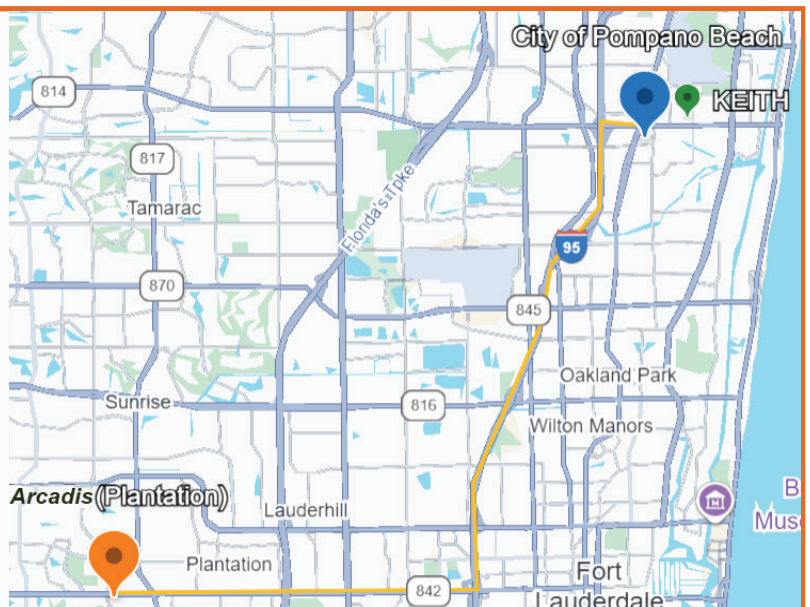 City of Pompano Beach
814
KEITH
817
Tamarac
Florida's Tpke
95
870
845
Oakland Park
Sunrise
816
Wilton Manors
Arcadis (Plantation)
B
Lauderhill
Mus
Plantation
842
Fort
Lauderdale